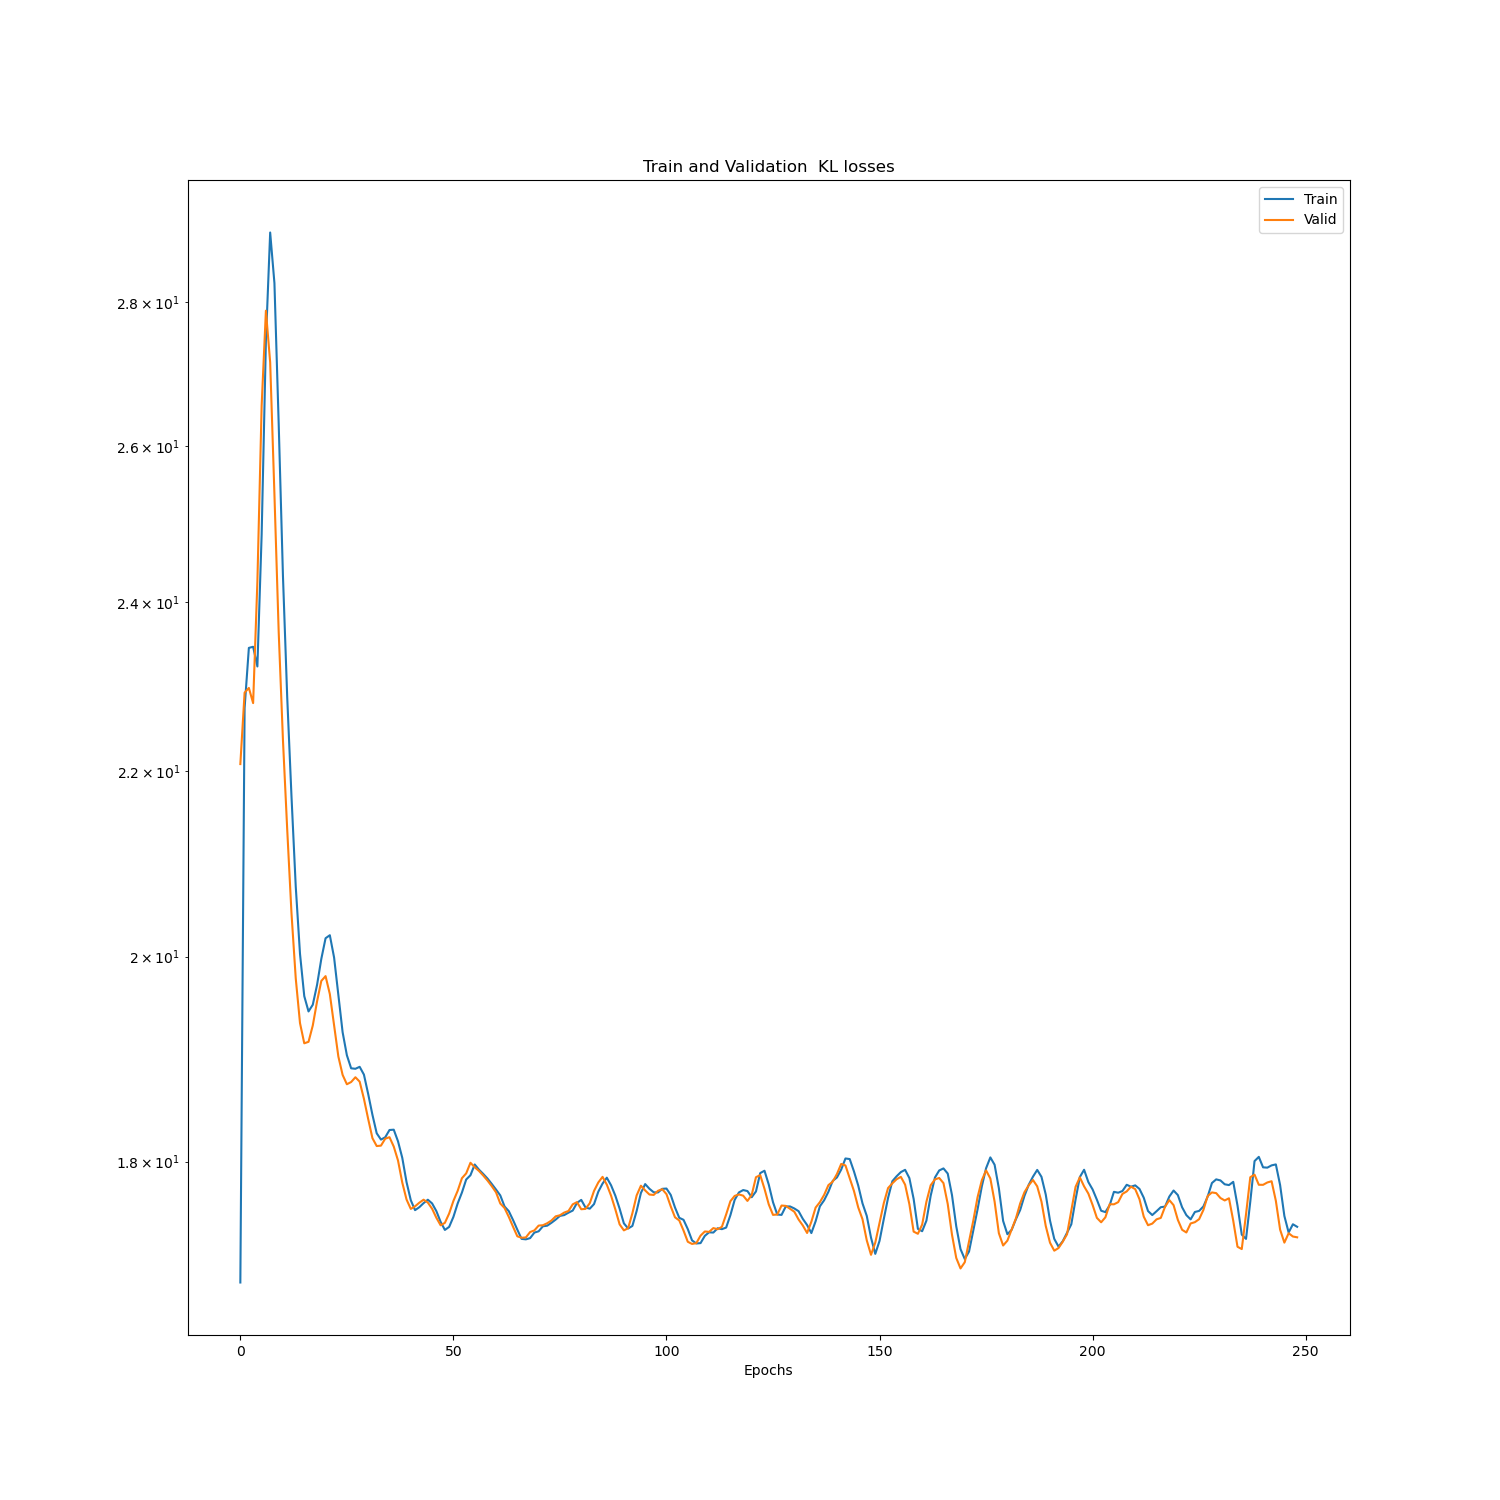 Train and Validation  KL losses
Train
Valid
2.8 × 10¹
2.6 × 10¹
2.4 × 10¹
2.2 × 10¹
2 × 10¹
1.8 × 10¹
0 50 100 150 200 250
Epochs